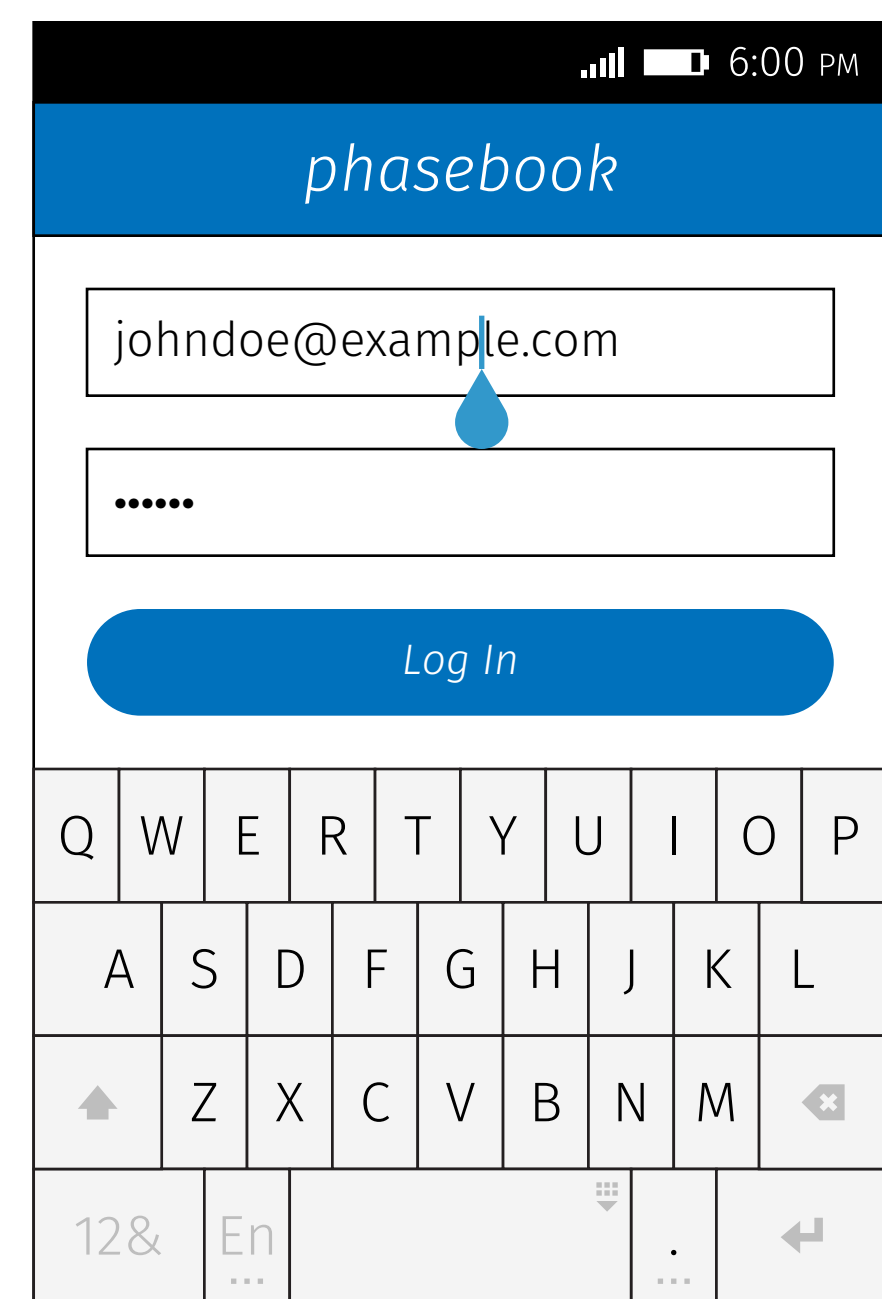 6:00 PM
phasebook
johndoe@example.com
••••••
Log In
Q W E R T Y U I O P
A S D F G H J K L
Z X C V B N M
12& En .